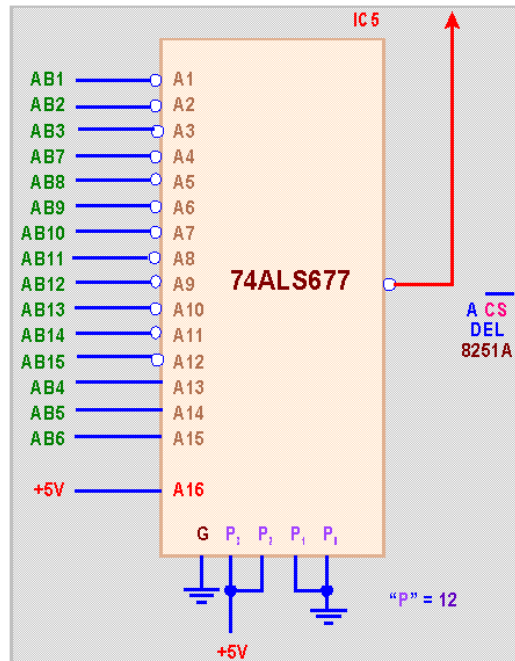 IC 5
AB1 A1
AB2 A2
AB3 A3
AB7 A4
AB8 A5
AB9 A6
AB10 A7
AB11 A8
AB12 A9
AB13 A10
AB14 A11
AB15 A12
AB4 A13
AB5 A14
AB6 A15
+5V A16
74ALS677
A CS
DEL
8251A
G P3 P2 P1 P0
"P" = 12
+5V